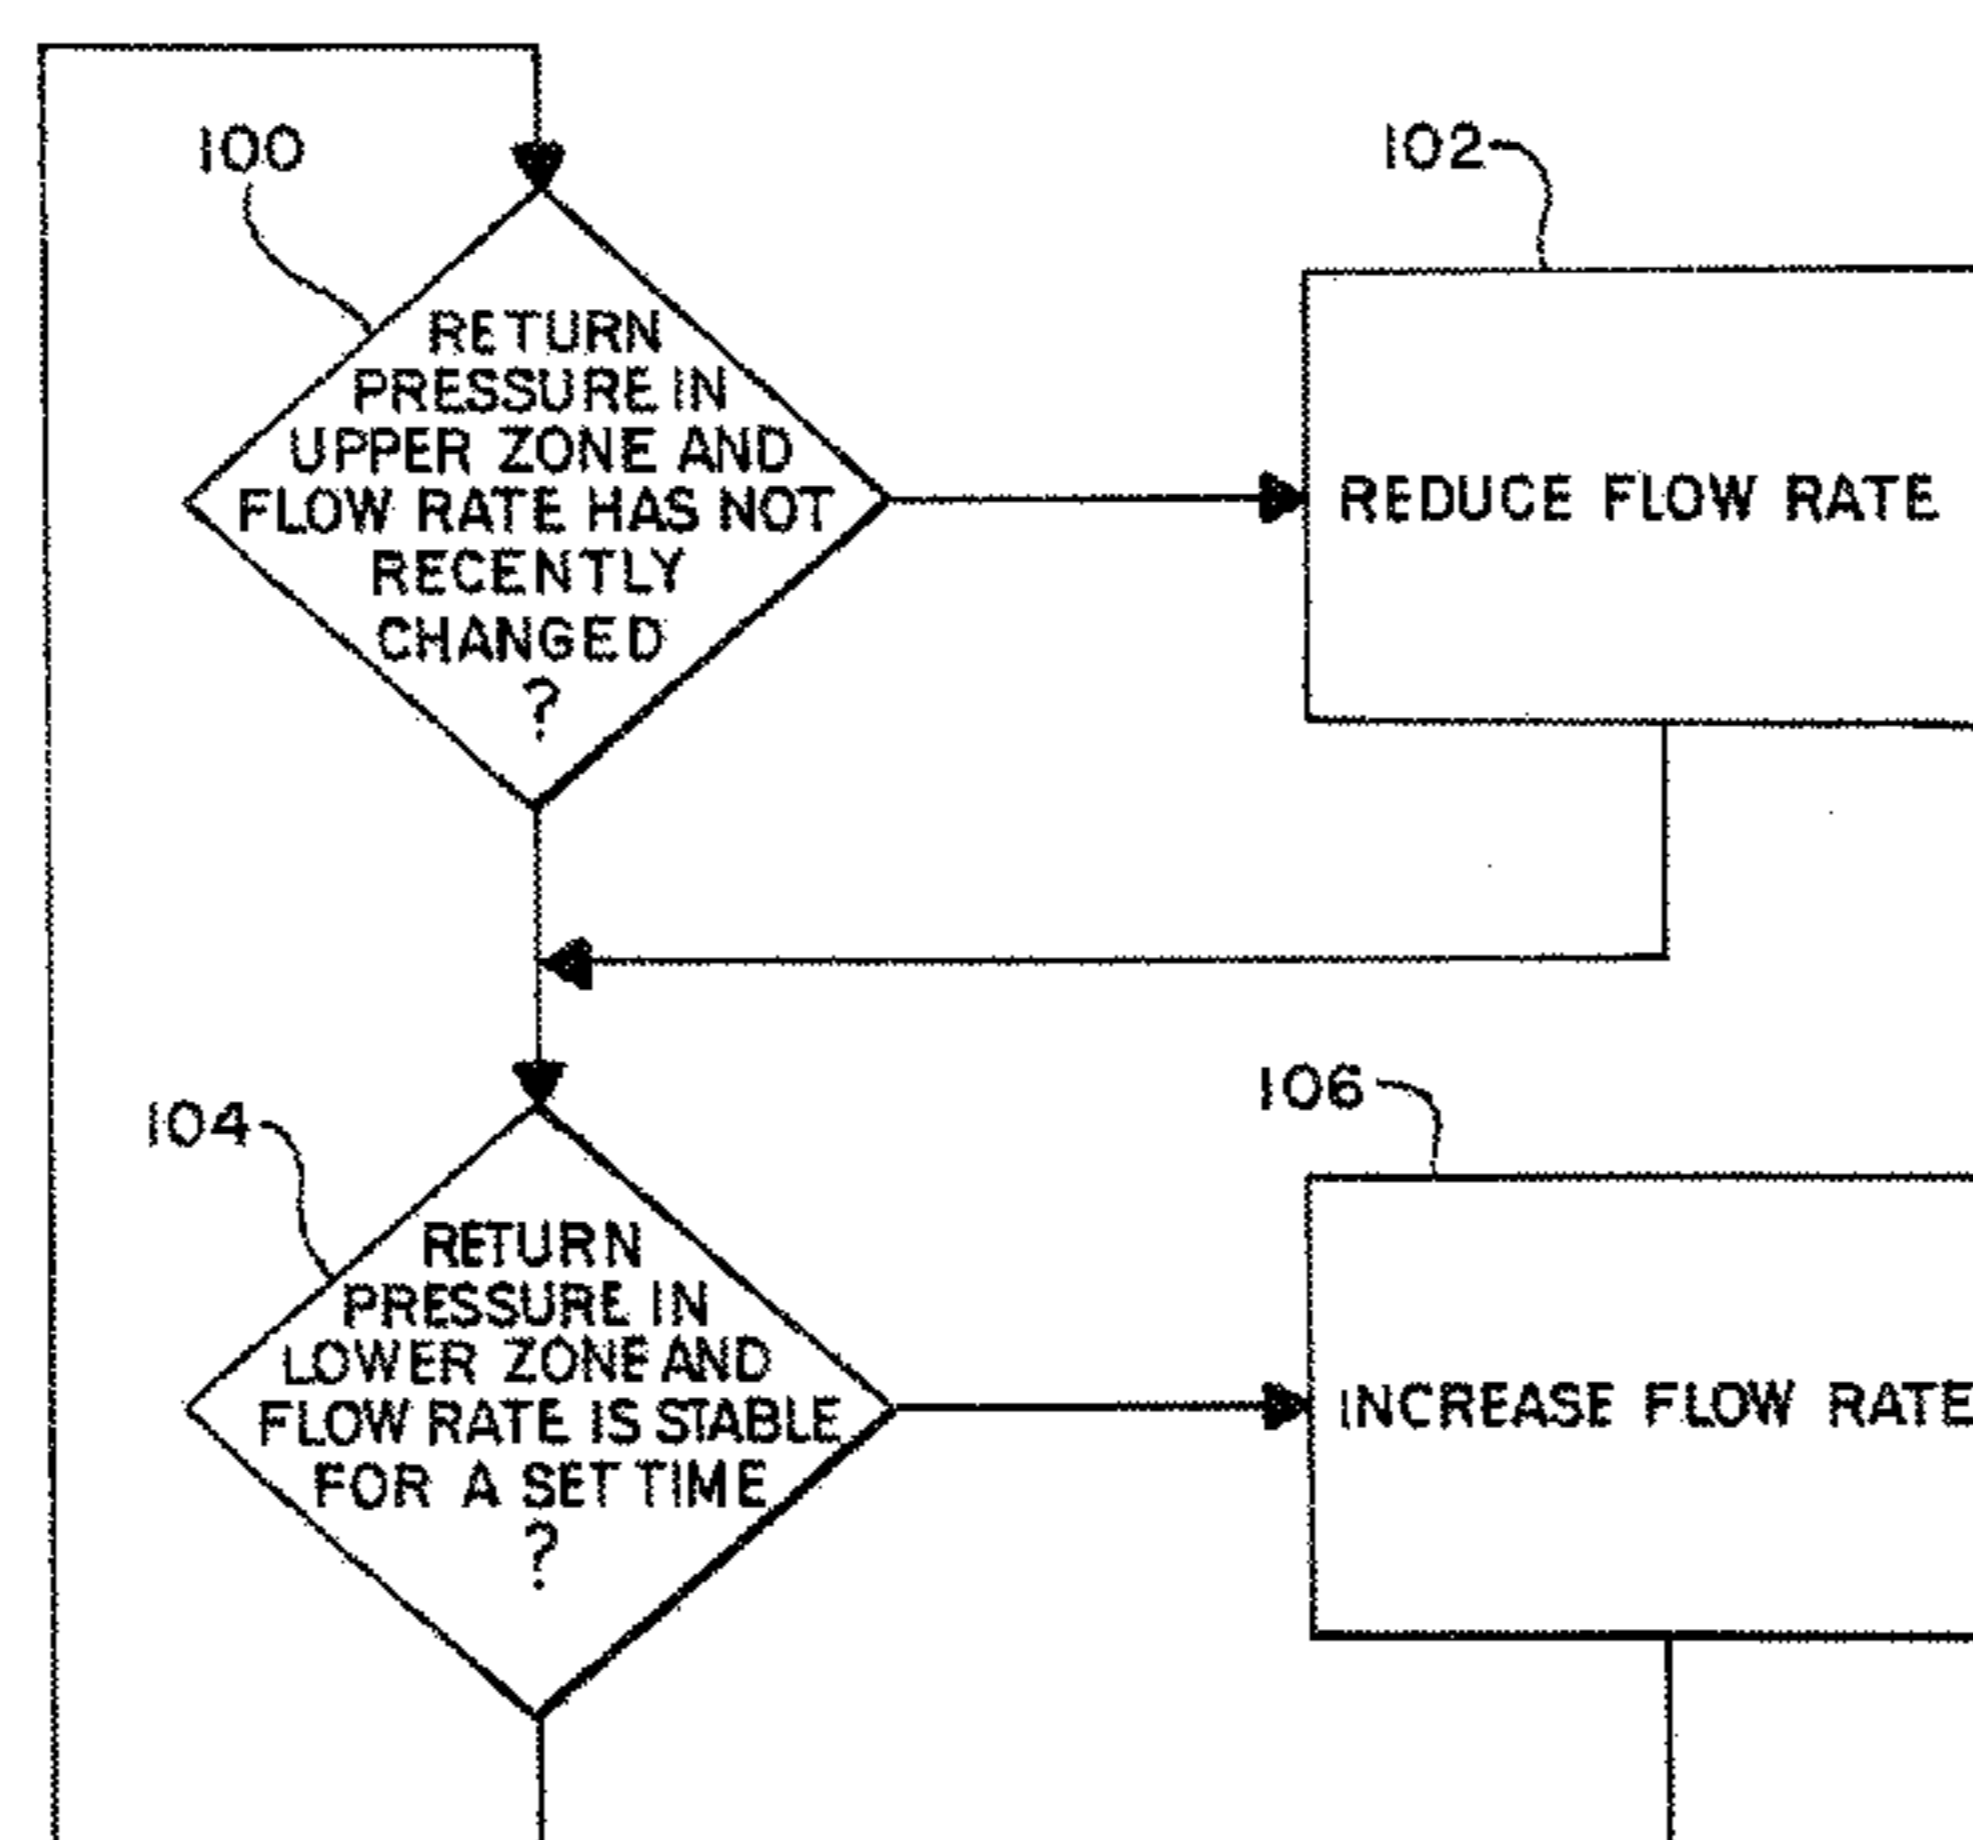 100
RETURN
PRESSURE IN
UPPER ZONE AND
FLOW RATE HAS NOT
RECENTLY
CHANGED
?
102
REDUCE FLOW RATE
104
RETURN
PRESSURE IN
LOWER ZONE AND
FLOW RATE IS STABLE
FOR A SET TIME
?
106
INCREASE FLOW RATE